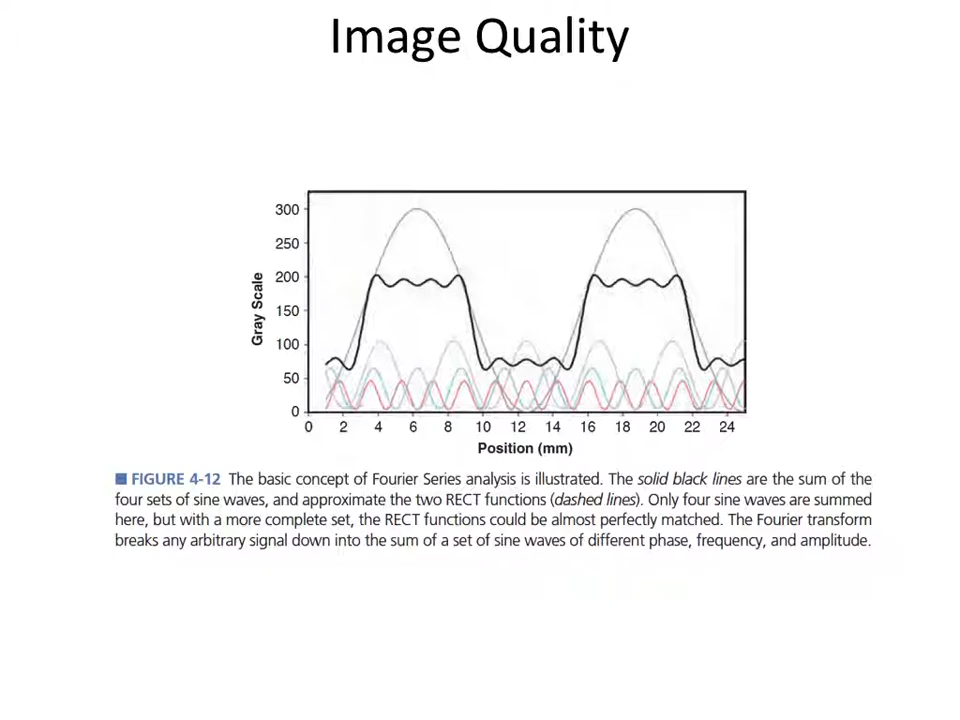 Image Quality
300
250
200
150
100
50
0
Gray Scale
0 2 4 6 8 10 12 14 16 18 20 22 24
Position (mm)
FIGURE 4-12 The basic concept of Fourier Series analysis is illustrated. The solid black lines are the sum of the
four sets of sine waves, and approximate the two RECT functions (dashed lines). Only four sine waves are summed
here, but with a more complete set, the RECT functions could be almost perfectly matched. The Fourier transform
breaks any arbitrary signal down into the sum of a set of sine waves of different phase, frequency, and amplitude.